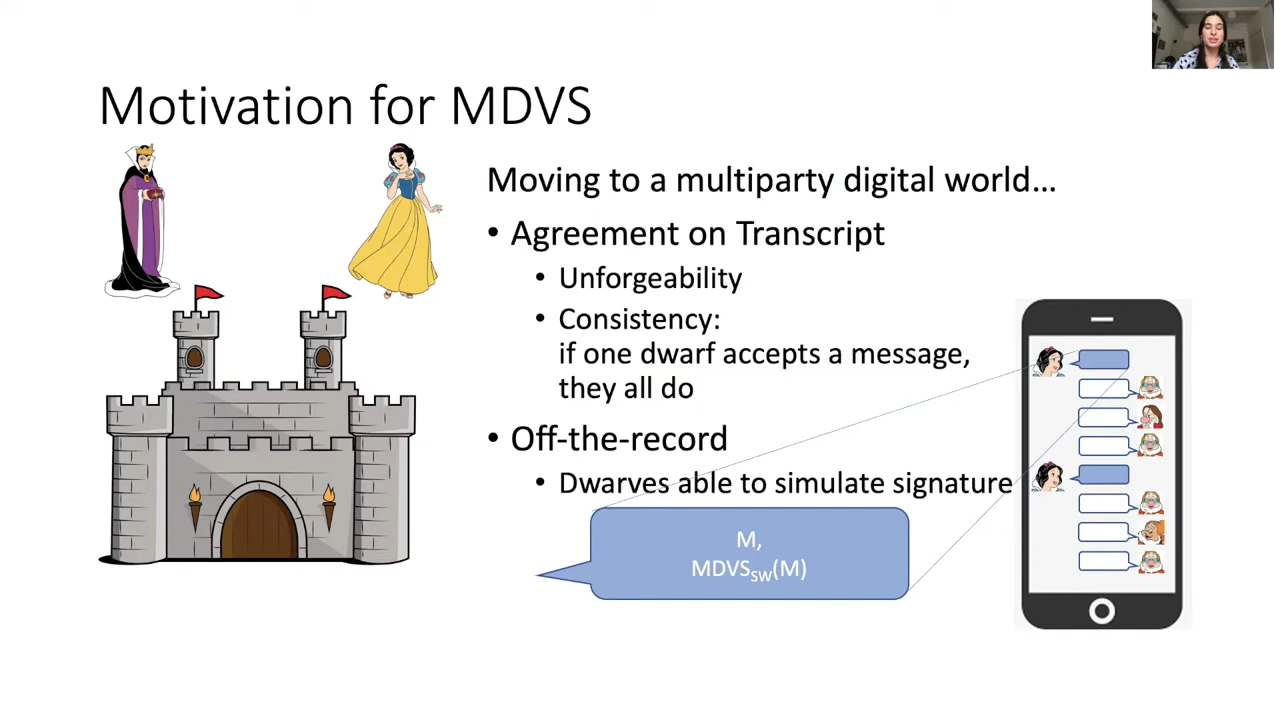 Motivation for MDVS
Moving to a multiparty digital world…
• Agreement on Transcript
• Unforgeability
• Consistency:
if one dwarf accepts a message,
they all do
• Off-the-record
• Dwarves able to simulate signature
M,
MDVSSW(M)